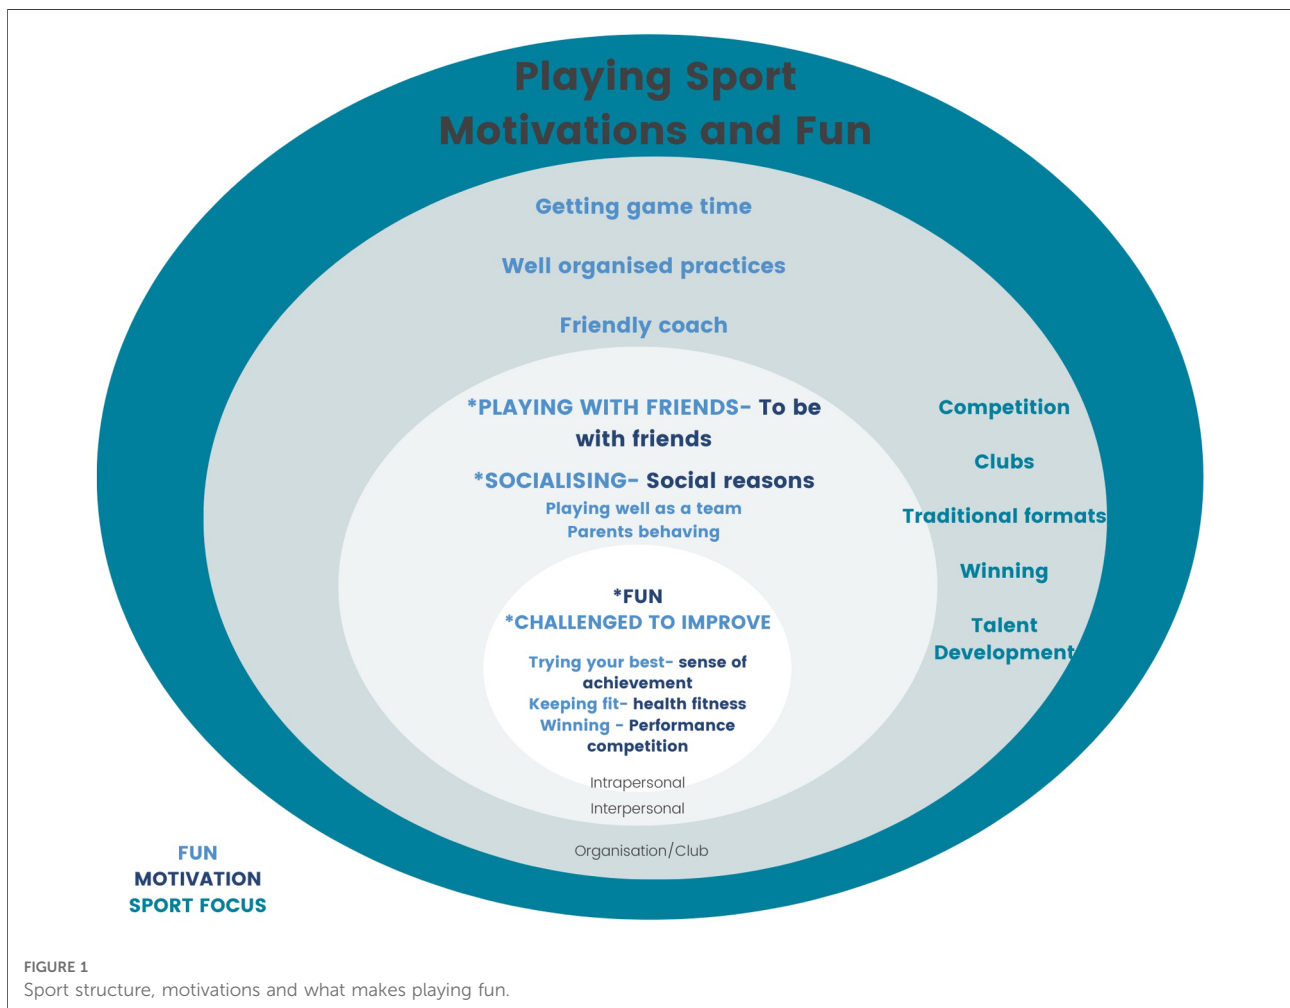 Playing Sport
Motivations and Fun
Getting game time
Well organised practices
Friendly coach
*PLAYING WITH FRIENDS- To be
with friends
*SOCIALISING- Social reasons
Playing well as a team
Parents behaving
Competition
Clubs
Traditional formats
Winning
Talent
Development
*FUN
*CHALLENGED TO IMPROVE
Trying your best- sense of
achievement
Keeping fit- health fitness
Winning - Performance
competition
Intrapersonal
Interpersonal
Organisation/Club
FUN
MOTIVATION
SPORT FOCUS
FIGURE 1
Sport structure, motivations and what makes playing fun.